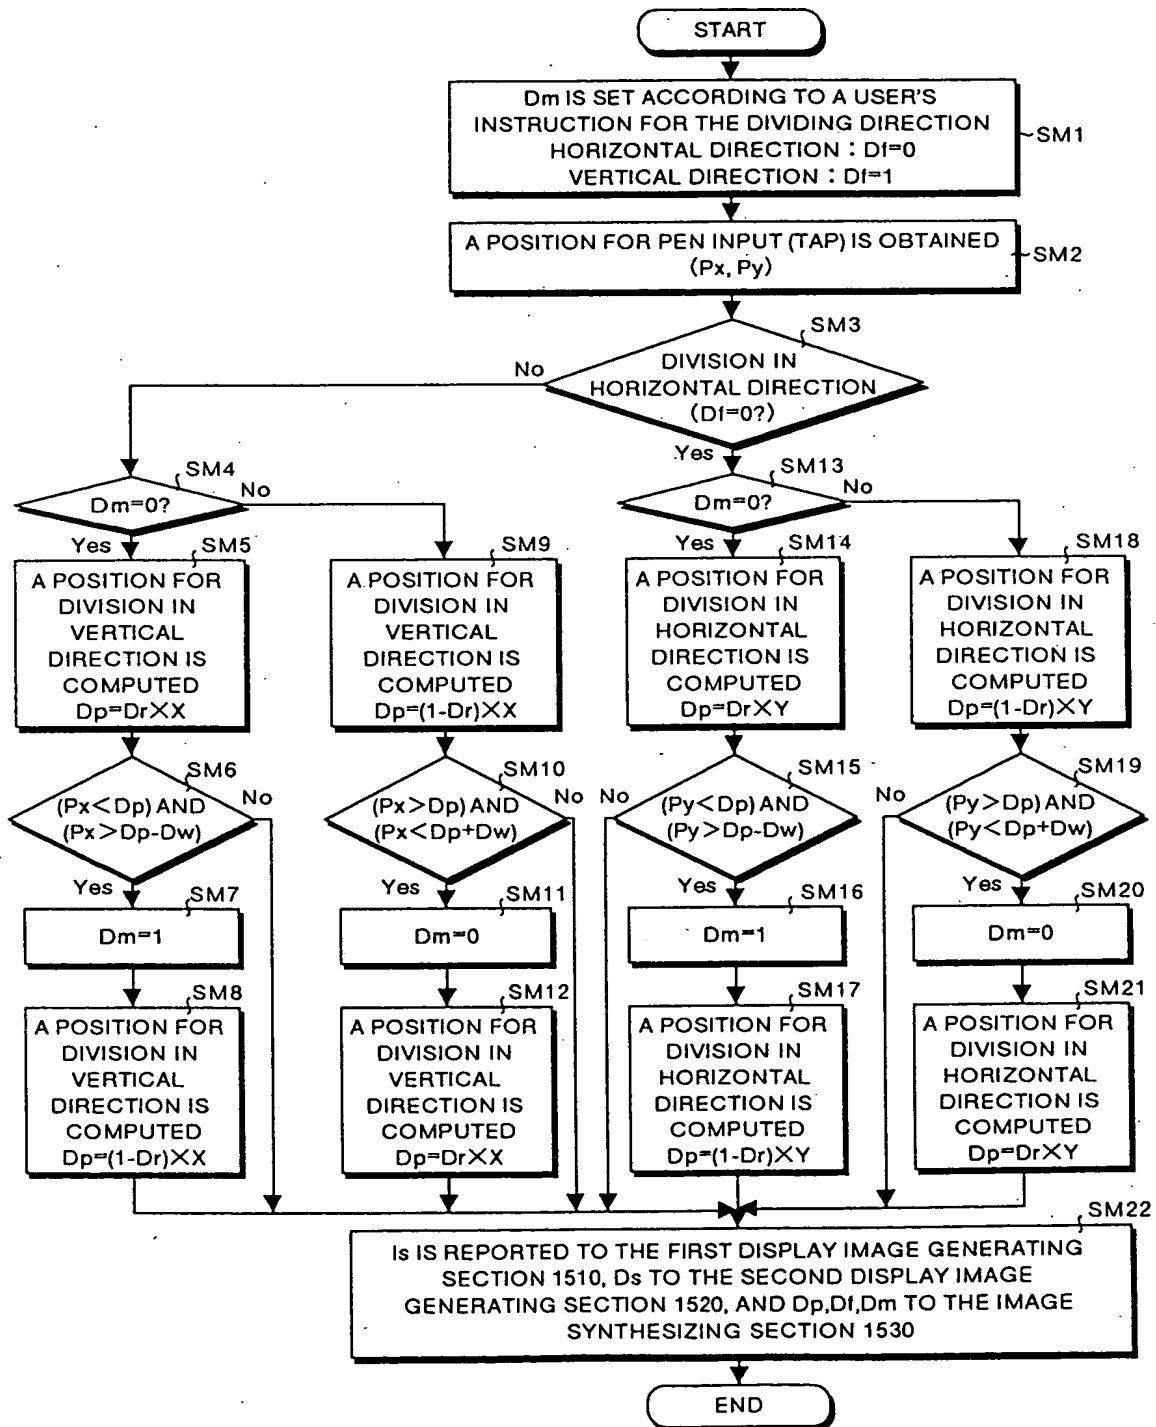 START
Dm IS SET ACCORDING TO A USER'S
INSTRUCTION FOR THE DIVIDING DIRECTION
HORIZONTAL DIRECTION : Df=0
VERTICAL DIRECTION : Df=1
SM1
A POSITION FOR PEN INPUT (TAP) IS OBTAINED
(Px, Py)
SM2
SM3
DIVISION IN
HORIZONTAL DIRECTION
(Df=0?)
No
Yes
SM4
Dm=0?
No
Yes
SM13
Dm=0?
No
Yes
SM5
A POSITION FOR
DIVISION IN
VERTICAL
DIRECTION IS
COMPUTED
Dp=Dr×X
SM9
A POSITION FOR
DIVISION IN
VERTICAL
DIRECTION IS
COMPUTED
Dp=(1-Dr)×X
SM14
A POSITION FOR
DIVISION IN
HORIZONTAL
DIRECTION IS
COMPUTED
Dp=Dr×Y
SM18
A POSITION FOR
DIVISION IN
HORIZONTAL
DIRECTION IS
COMPUTED
Dp=(1-Dr)×Y
SM6
(Px<Dp) AND
(Px>Dp-Dw)
No
Yes
SM10
(Px>Dp) AND
(Px<Dp+Dw)
No
Yes
SM15
No
(Py<Dp) AND
(Py>Dp-Dw)
Yes
SM19
No
(Py>Dp) AND
(Py<Dp+Dw)
Yes
SM7
Dm=1
SM11
Dm=0
SM16
Dm=1
SM20
Dm=0
SM8
A POSITION FOR
DIVISION IN
VERTICAL
DIRECTION IS
COMPUTED
Dp=(1-Dr)×X
SM12
A POSITION FOR
DIVISION IN
VERTICAL
DIRECTION IS
COMPUTED
Dp=Dr×X
SM17
A POSITION FOR
DIVISION IN
HORIZONTAL
DIRECTION IS
COMPUTED
Dp=(1-Dr)×Y
SM21
A POSITION FOR
DIVISION IN
HORIZONTAL
DIRECTION IS
COMPUTED
Dp=Dr×Y
SM22
Is IS REPORTED TO THE FIRST DISPLAY IMAGE GENERATING
SECTION 1510, Ds TO THE SECOND DISPLAY IMAGE
GENERATING SECTION 1520, AND Dp,Df,Dm TO THE IMAGE
SYNTHESIZING SECTION 1530
END